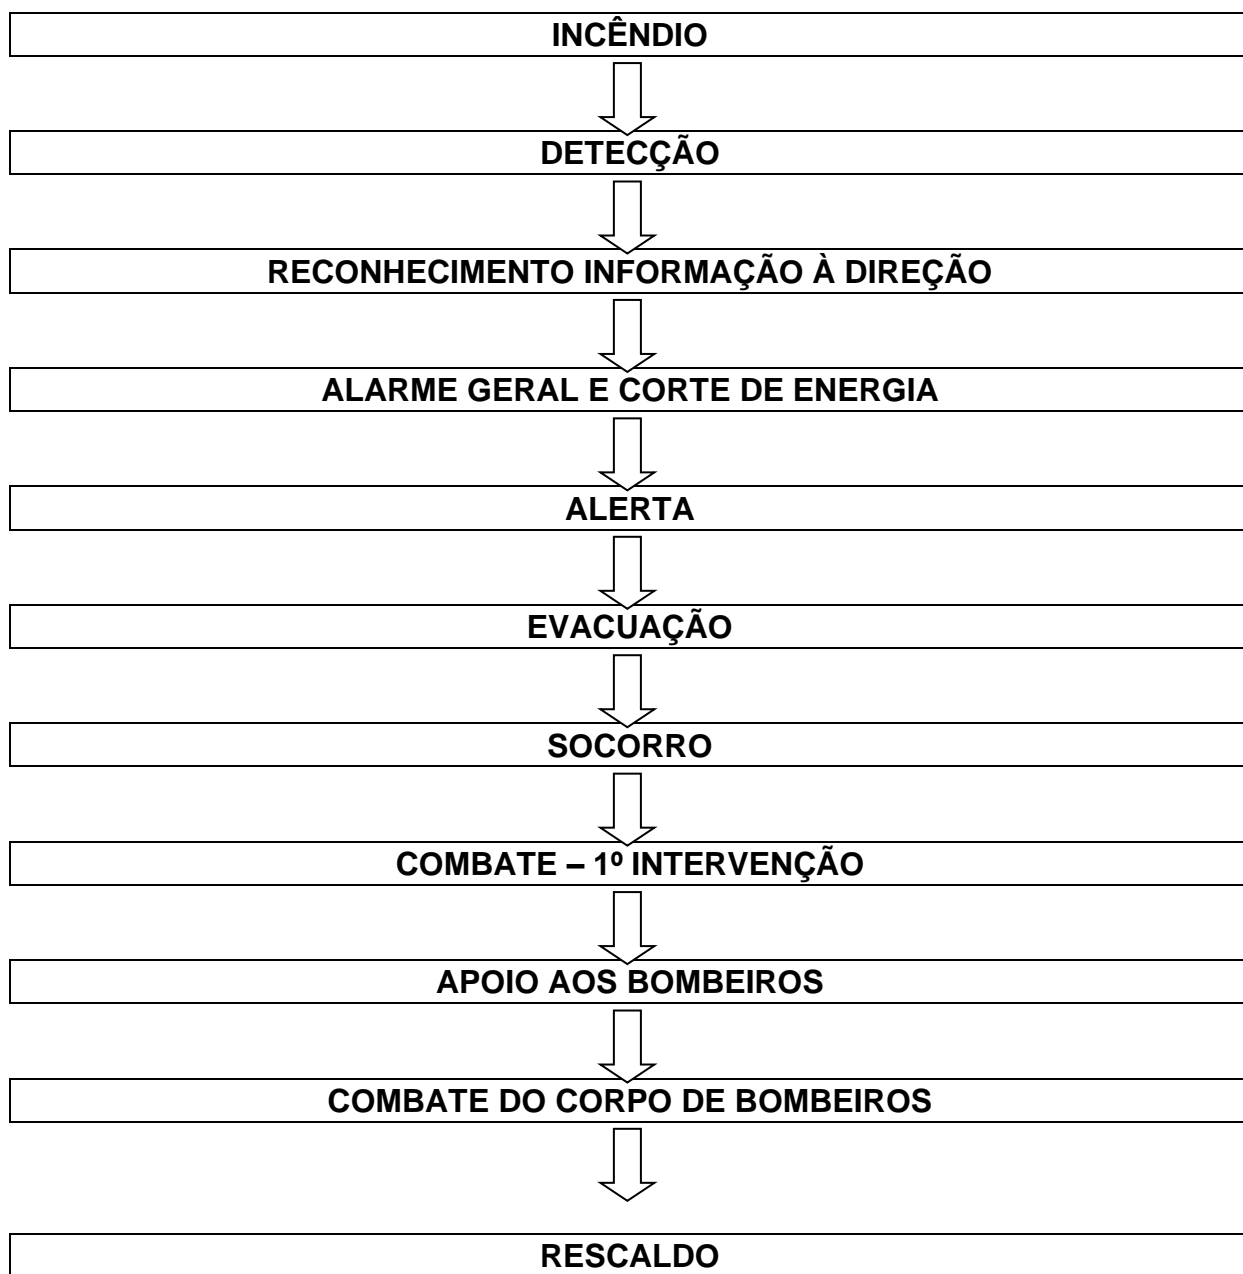 INCÊNDIO
DETECÇÃO
RECONHECIMENTO INFORMAÇÃO À DIREÇÃO
ALARME GERAL E CORTE DE ENERGIA
ALERTA
EVACUAÇÃO
SOCORRO
COMBATE – 1º INTERVENÇÃO
APOIO AOS BOMBEIROS
COMBATE DO CORPO DE BOMBEIROS
RESCALDO